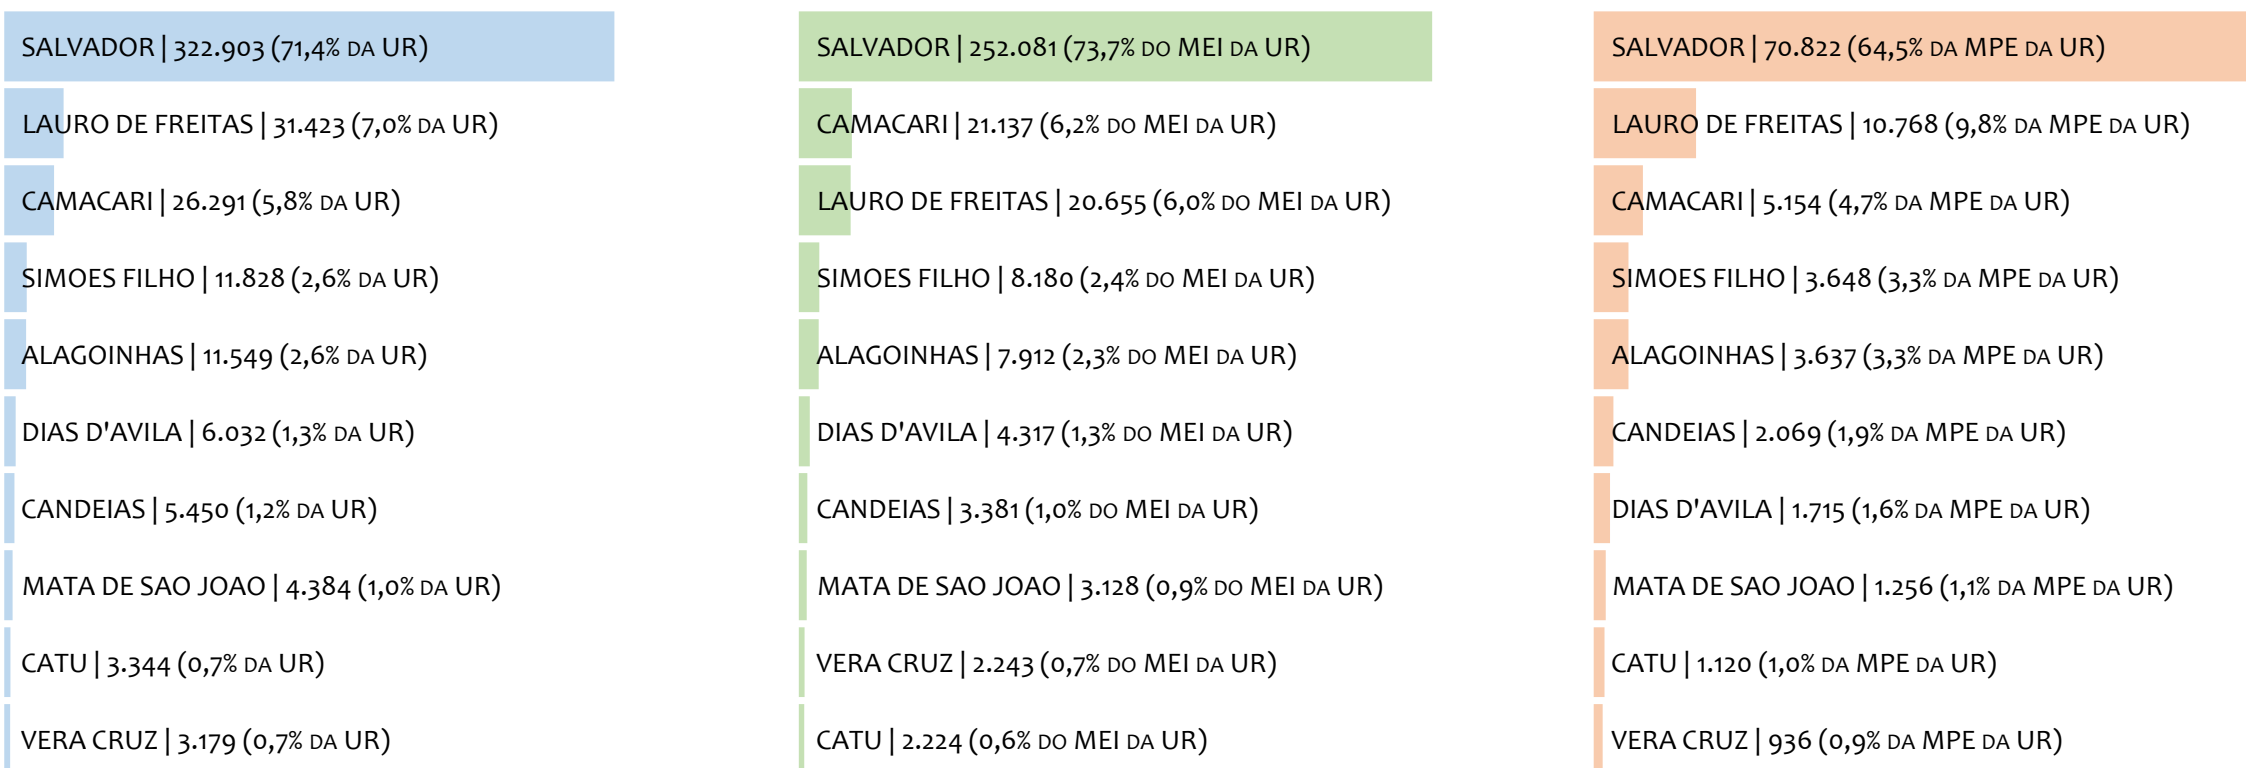 SALVADOR | 322.903 (71,4% DA UR)
LAURO DE FREITAS | 31.423 (7,0% DA UR)
CAMACARI | 26.291 (5,8% DA UR)
SIMOES FILHO | 11.828 (2,6% DA UR)
ALAGOINHAS | 11.549 (2,6% DA UR)
DIAS D'AVILA | 6.032 (1,3% DA UR)
CANDEIAS | 5.450 (1,2% DA UR)
MATA DE SAO JOAO | 4.384 (1,0% DA UR)
CATU | 3.344 (0,7% DA UR)
VERA CRUZ | 3.179 (0,7% DA UR)
SALVADOR | 252.081 (73,7% DO MEI DA UR)
CAMACARI | 21.137 (6,2% DO MEI DA UR)
LAURO DE FREITAS | 20.655 (6,0% DO MEI DA UR)
SIMOES FILHO | 8.180 (2,4% DO MEI DA UR)
ALAGOINHAS | 7.912 (2,3% DO MEI DA UR)
DIAS D'AVILA | 4.317 (1,3% DO MEI DA UR)
CANDEIAS | 3.381 (1,0% DO MEI DA UR)
MATA DE SAO JOAO | 3.128 (0,9% DO MEI DA UR)
VERA CRUZ | 2.243 (0,7% DO MEI DA UR)
CATU | 2.224 (0,6% DO MEI DA UR)
SALVADOR | 70.822 (64,5% DA MPE DA UR)
LAURO DE FREITAS | 10.768 (9,8% DA MPE DA UR)
CAMACARI | 5.154 (4,7% DA MPE DA UR)
SIMOES FILHO | 3.648 (3,3% DA MPE DA UR)
ALAGOINHAS | 3.637 (3,3% DA MPE DA UR)
CANDEIAS | 2.069 (1,9% DA MPE DA UR)
DIAS D'AVILA | 1.715 (1,6% DA MPE DA UR)
MATA DE SAO JOAO | 1.256 (1,1% DA MPE DA UR)
CATU | 1.120 (1,0% DA MPE DA UR)
VERA CRUZ | 936 (0,9% DA MPE DA UR)